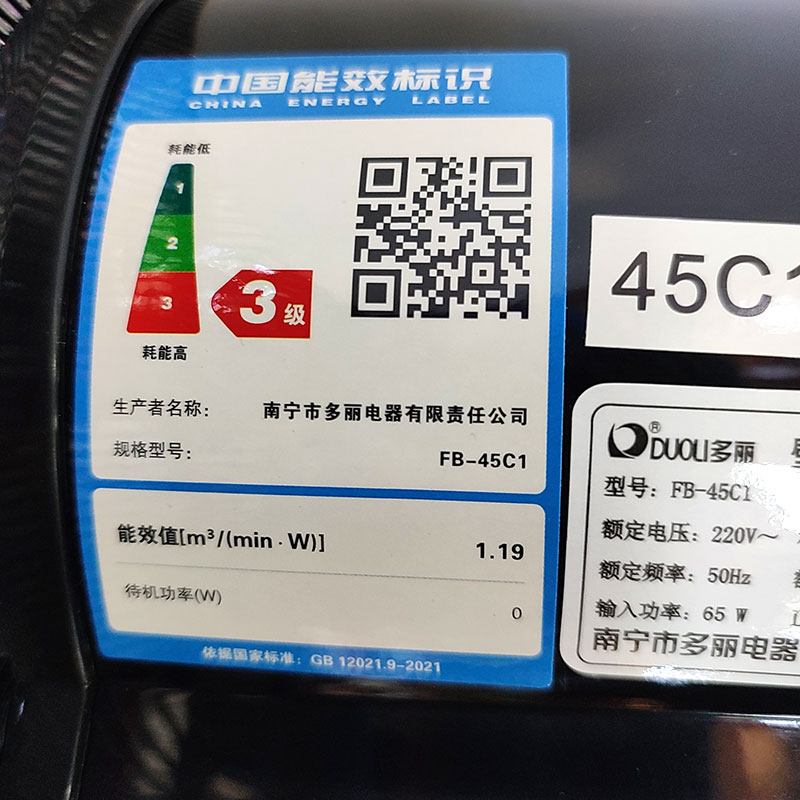 中国能效标识
CHINA ENERGY LABEL
耗能低
1
2
3
3级
耗能高
生产者名称: 南宁市多丽电器有限责任公司
规格型号: FB-45C1
能效值[m³/(min·W)] 1.19
待机功率(W) 0
依据国家标准: GB 12021.9-2021
45C1
DUOLI多丽
型号: FB-45C1
额定电压: 220V~
额定频率: 50Hz
输入功率: 65 W
南宁市多丽电器